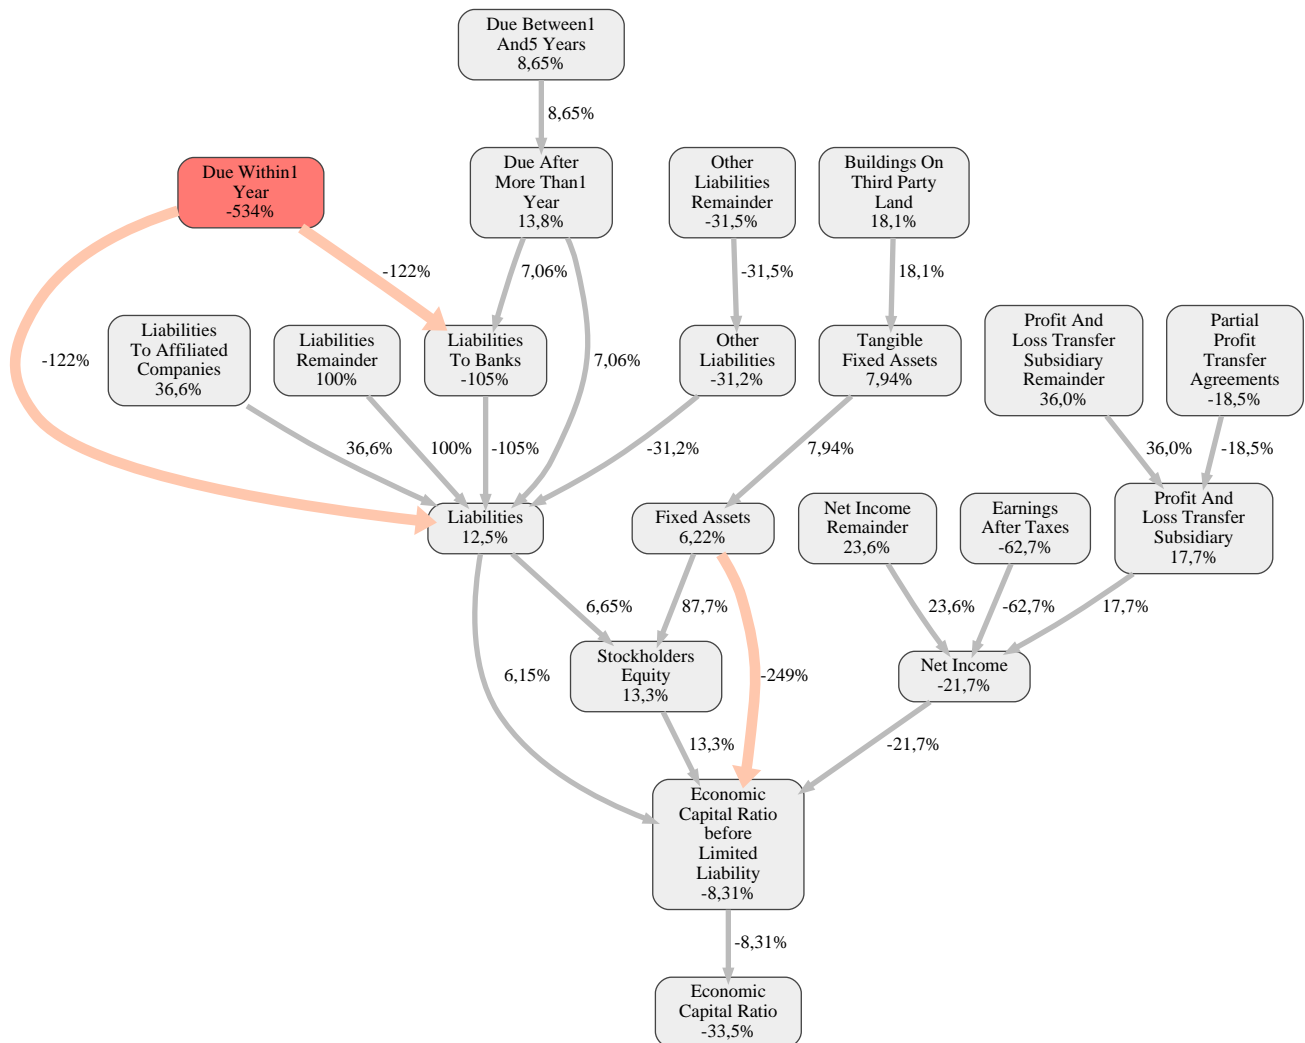 Due Between1
And5 Years
8,65%
8,65%
Due Within1
Year
-534%
Due After
More Than1
Year
13,8%
Other
Liabilities
Remainder
-31,5%
Buildings On
Third Party
Land
18,1%
-122%
7,06%
-31,5%
18,1%
Liabilities
To Affiliated
Companies
36,6%
Liabilities
Remainder
100%
Liabilities
To Banks
-105%
Other
Liabilities
-31,2%
Tangible
Fixed Assets
7,94%
Profit And
Loss Transfer
Subsidiary
Remainder
36,0%
Partial
Profit
Transfer
Agreements
-18,5%
-122%
7,06%
36,6%
100%
-105%
-31,2%
7,94%
36,0%
-18,5%
Liabilities
12,5%
Fixed Assets
6,22%
Net Income
Remainder
23,6%
Earnings
After Taxes
-62,7%
Profit And
Loss Transfer
Subsidiary
17,7%
6,65%
87,7%
23,6%
-62,7%
17,7%
6,15%
Stockholders
Equity
13,3%
-249%
Net Income
-21,7%
13,3%
-21,7%
Economic
Capital Ratio
before
Limited
Liability
-8,31%
-8,31%
Economic
Capital Ratio
-33,5%